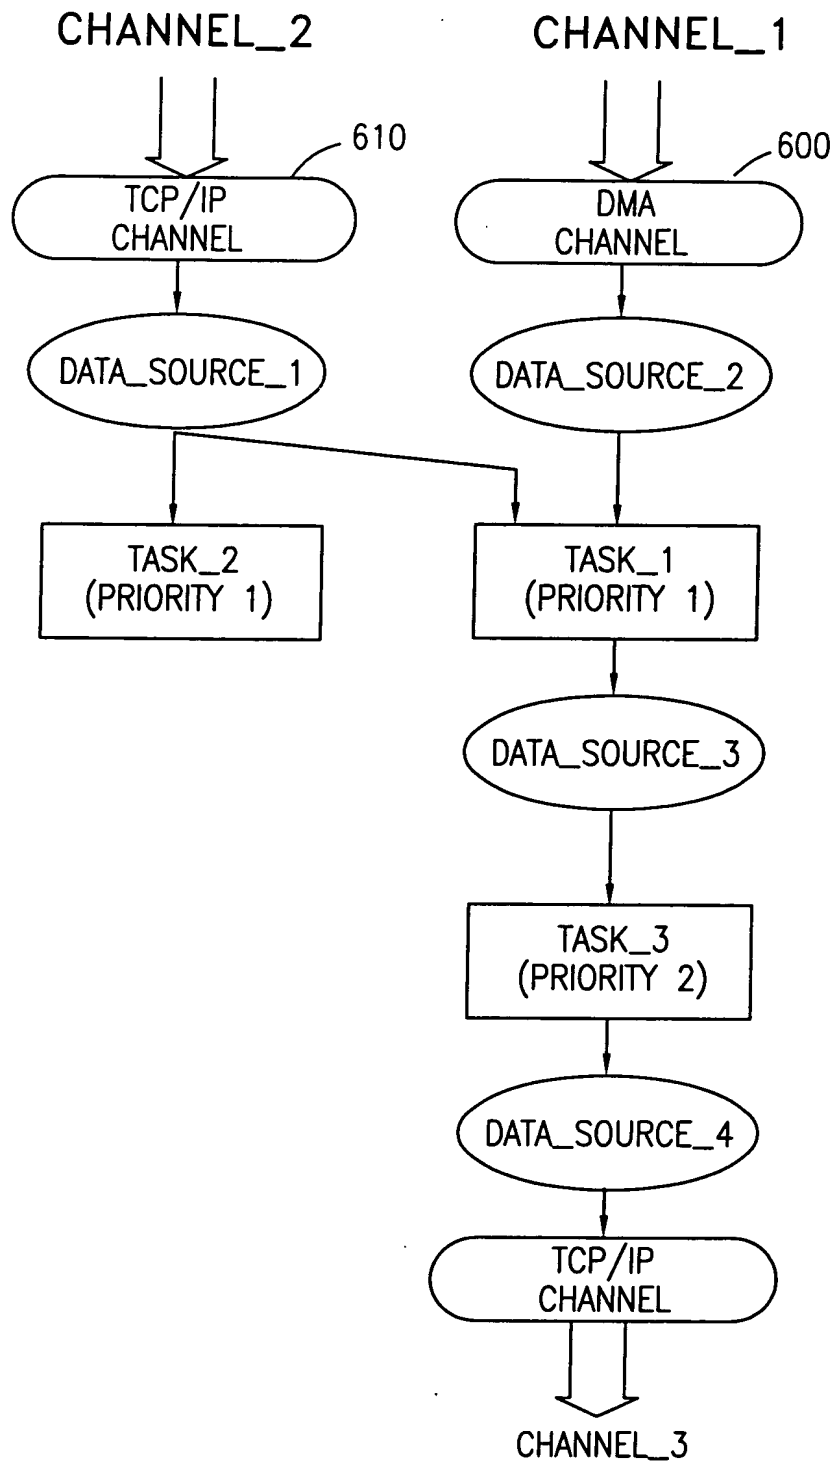 CHANNEL_2
CHANNEL_1
610
600
TCP/IP
CHANNEL
DMA
CHANNEL
DATA_SOURCE_1
DATA_SOURCE_2
TASK_2
(PRIORITY 1)
TASK_1
(PRIORITY 1)
DATA_SOURCE_3
TASK_3
(PRIORITY 2)
DATA_SOURCE_4
TCP/IP
CHANNEL
CHANNEL_3